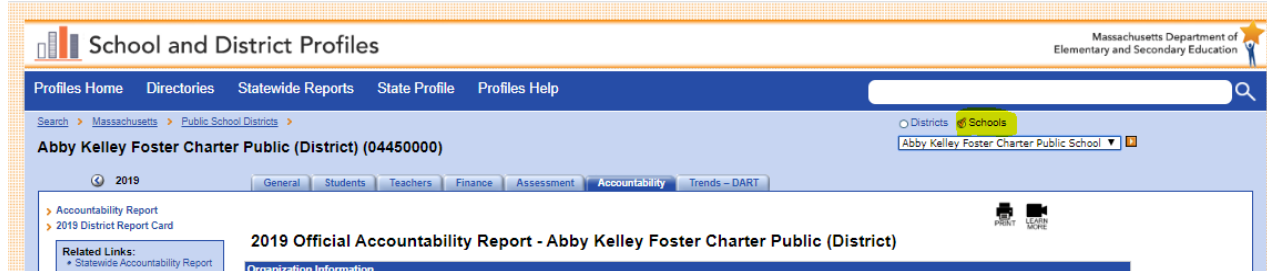 School and District Profiles
Massachusetts Department of
Elementary and Secondary Education
Profiles Home Directories Statewide Reports State Profile Profiles Help
Search > Massachusetts > Public School Districts >
Districts Schools
Abby Kelley Foster Charter Public (District) (04450000)
Abby Kelley Foster Charter Public School
2019
General Students Teachers Finance Assessment Accountability Trends – DART
Accountability Report
2019 District Report Card
PRINT
LEARN
MORE
2019 Official Accountability Report - Abby Kelley Foster Charter Public (District)
Related Links:
Statewide Accountability Report
Organization Information